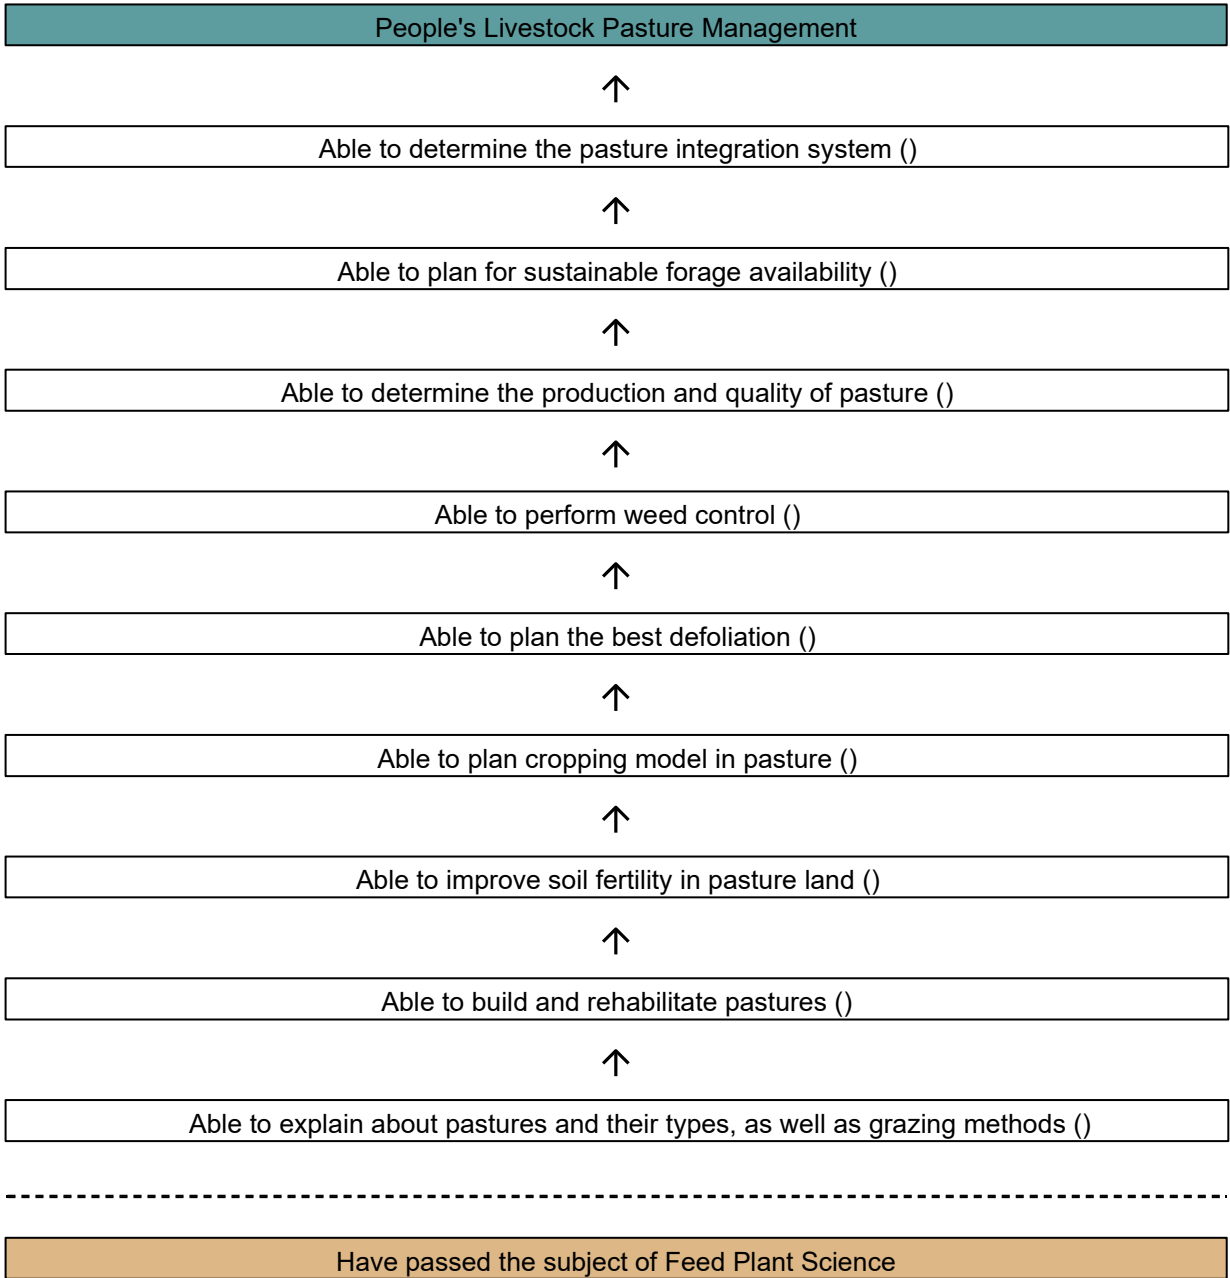 People's Livestock Pasture Management
Able to determine the pasture integration system ()
Able to plan for sustainable forage availability ()
Able to determine the production and quality of pasture ()
Able to perform weed control ()
Able to plan the best defoliation ()
Able to plan cropping model in pasture ()
Able to improve soil fertility in pasture land ()
Able to build and rehabilitate pastures ()
Able to explain about pastures and their types, as well as grazing methods ()
Have passed the subject of Feed Plant Science